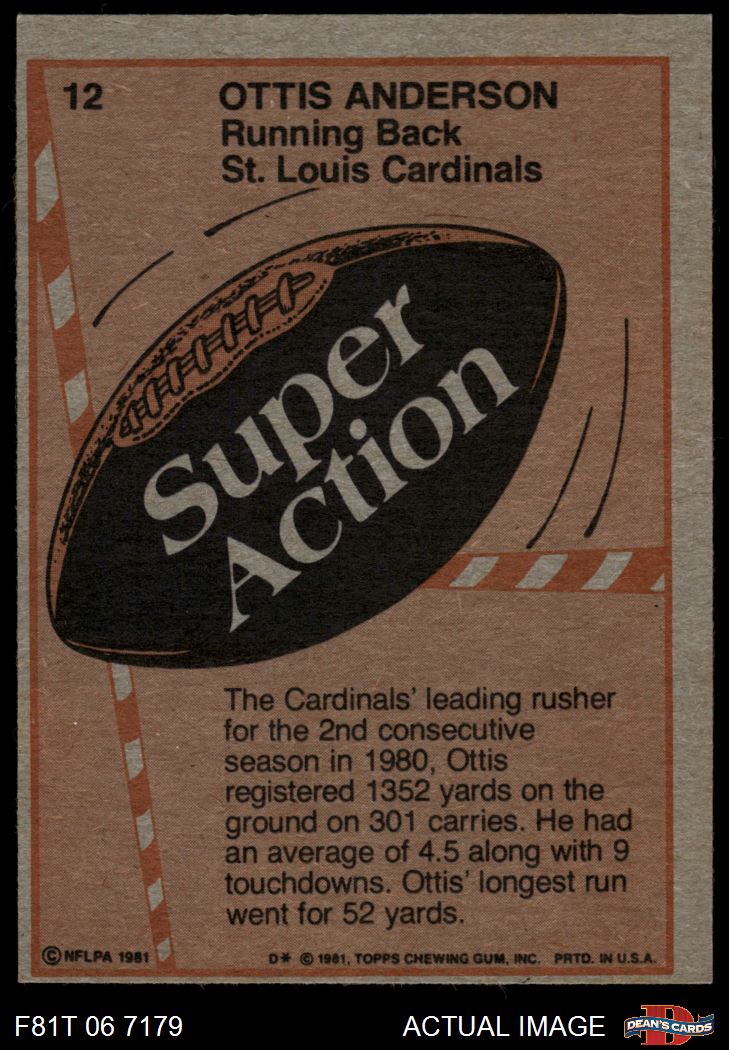 12
OTTIS ANDERSON
Running Back
St. Louis Cardinals
Super
Action
The Cardinals' leading rusher
for the 2nd consecutive
season in 1980, Ottis
registered 1352 yards on the
ground on 301 carries. He had
an average of 4.5 along with 9
touchdowns. Ottis' longest run
went for 52 yards.
© NFLPA 1981
D* © 1981, TOPPS CHEWING GUM, INC. PRTD. IN U.S.A.
F81T 06 7179
ACTUAL IMAGE
D
DEAN'S CARDS